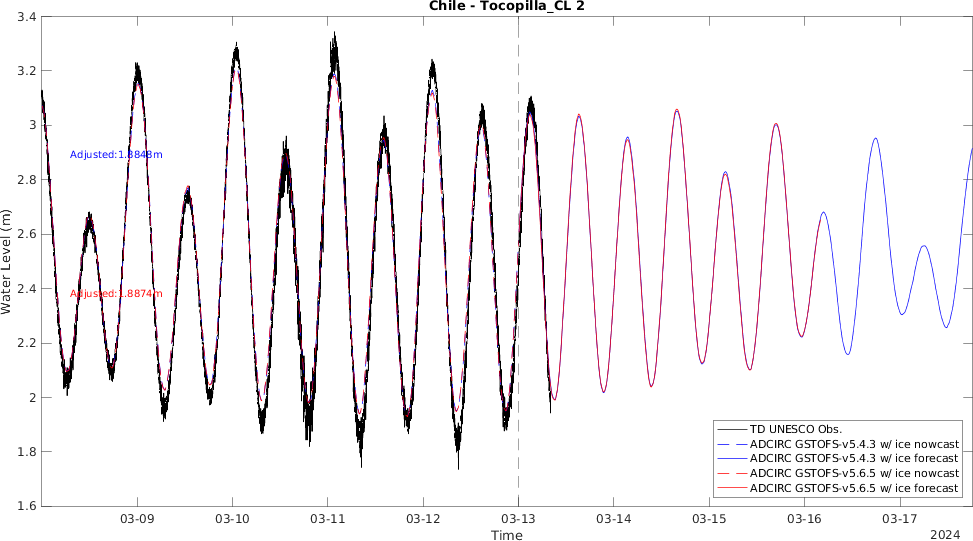 Chile - Tocopilla_CL 2
3.4
3.2
3
2.8
2.6
2.4
2.2
2
1.8
1.6
Water Level (m)
Adjusted:1.8848m
Adjusted:1.8874m
TD UNESCO Obs.
ADCIRC GSTOFS-v5.4.3 w/ ice nowcast
ADCIRC GSTOFS-v5.4.3 w/ ice forecast
ADCIRC GSTOFS-v5.6.5 w/ ice nowcast
ADCIRC GSTOFS-v5.6.5 w/ ice forecast
03-09 03-10 03-11 03-12 03-13 03-14 03-15 03-16 03-17
Time
2024